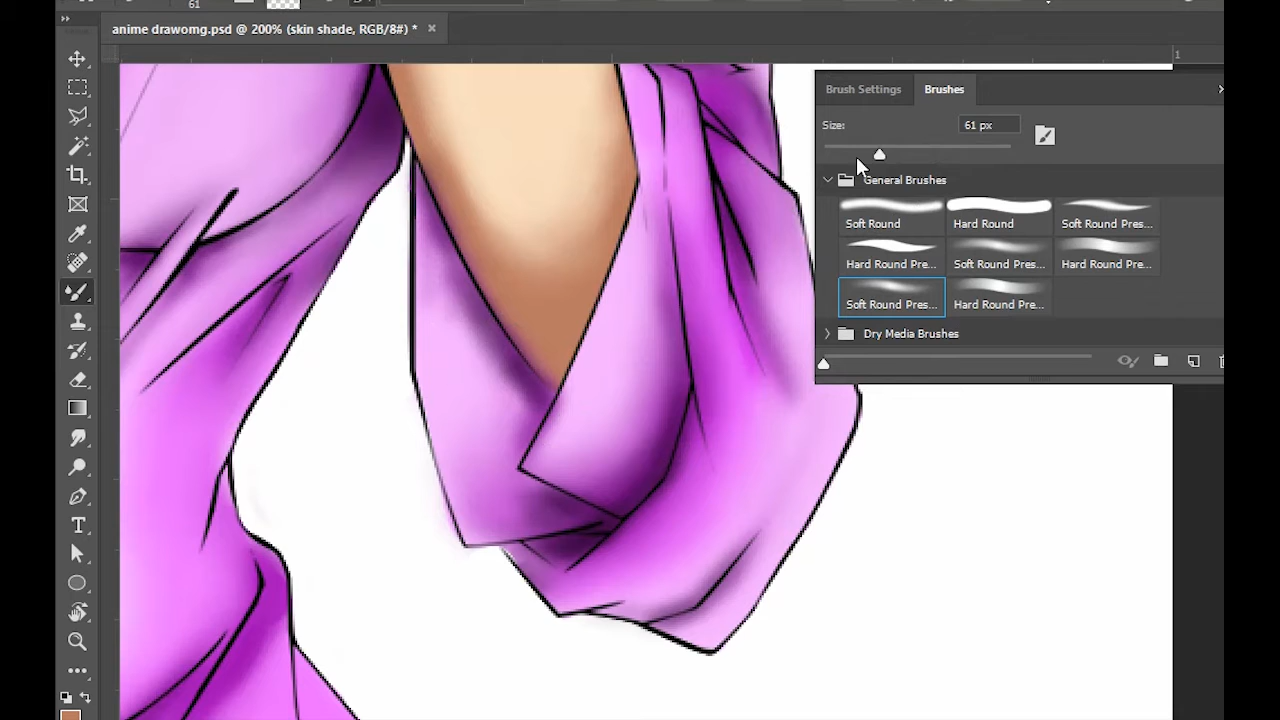 61
anime drawomg.psd @ 200% (skin shade, RGB/8#) * ×
1
Brush Settings Brushes
Size: 61 px
General Brushes
Soft Round Hard Round Soft Round Pres...
Hard Round Pre... Soft Round Pres... Hard Round Pre...
Soft Round Pres... Hard Round Pre...
Dry Media Brushes
T